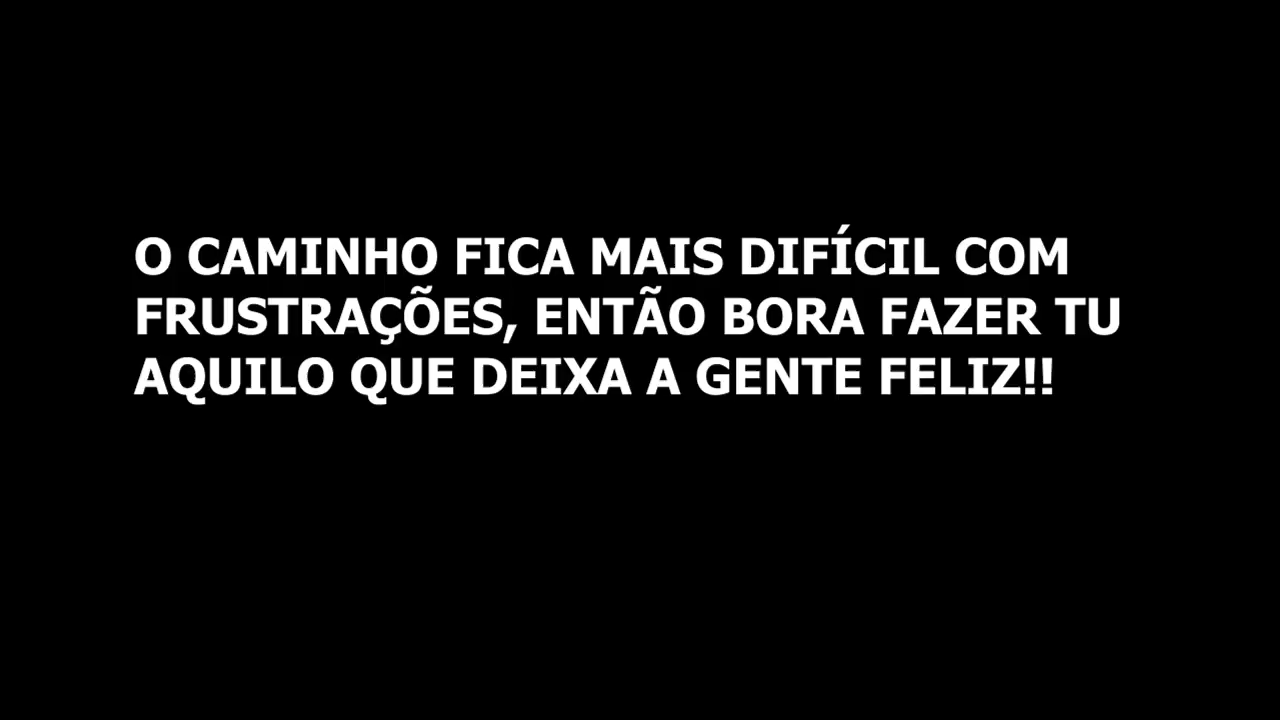 O CAMINHO FICA MAIS DIFÍCIL COM
FRUSTRAÇÕES, ENTÃO BORA FAZER TU
AQUILO QUE DEIXA A GENTE FELIZ!!